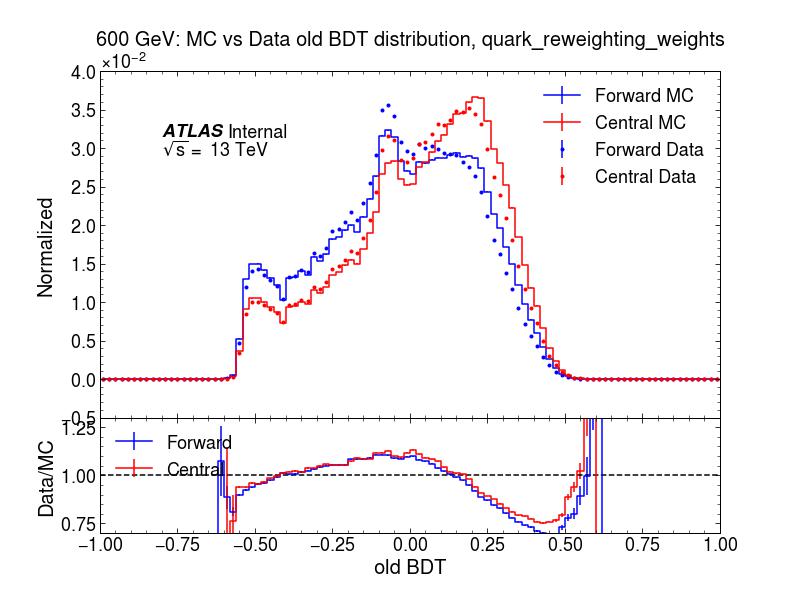 600 GeV: MC vs Data old BDT distribution, quark_reweighting_weights
×10⁻²
4.0
3.5
3.0
2.5
2.0
1.5
1.0
0.5
0.0
0.5
Normalized
ATLAS Internal
√s = 13 TeV
Forward MC
Central MC
Forward Data
Central Data
1.25
1.00
0.75
Data/MC
Forward
Central
−1.00 −0.75 −0.50 −0.25 0.00 0.25 0.50 0.75 1.00
old BDT